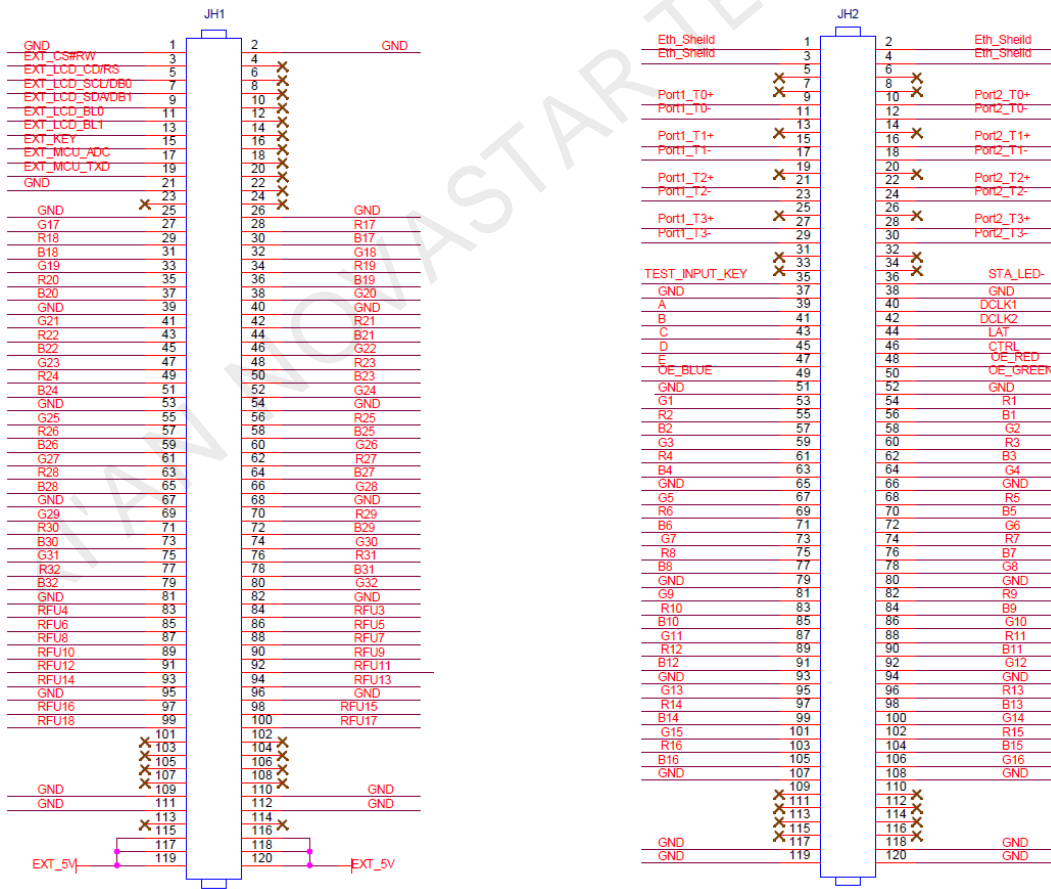 JH1
GND 1 2 GND
EXT_CS#RW 3 4
EXT_LCD_CD/RS 5 6
EXT_LCD_SCL/DB0 7 8
EXT_LCD_SDA/DB1 9 10
EXT_LCD_BL0 11 12
EXT_LCD_BL1 13 14
EXT_KEY 15 16
EXT_MCU_ADC 17 18
EXT_MCU_TXD 19 20
GND 21 22
23 24
GND 25 26 GND
G17 27 28 R17
R18 29 30 B17
B18 31 32 G18
G19 33 34 R19
R20 35 36 B19
B20 37 38 G20
GND 39 40 GND
G21 41 42 R21
R22 43 44 B21
B22 45 46 G22
G23 47 48 R23
R24 49 50 B23
B24 51 52 G24
GND 53 54 GND
G25 55 56 R25
R26 57 58 B25
B26 59 60 G26
G27 61 62 R27
R28 63 64 B27
B28 65 66 G28
GND 67 68 GND
G29 69 70 R29
R30 71 72 B29
B30 73 74 G30
G31 75 76 R31
R32 77 78 B31
B32 79 80 G32
GND 81 82 GND
RFU4 83 84 RFU3
RFU6 85 86 RFU5
RFU8 87 88 RFU7
RFU10 89 90 RFU9
RFU12 91 92 RFU11
RFU14 93 94 RFU13
GND 95 96 GND
RFU16 97 98 RFU15
RFU18 99 100 RFU17
101 102
103 104
105 106
107 108
GND 109 110 GND
GND 111 112 GND
113 114
115 116
117 118
EXT_5V 119 120 EXT_5V
JH2
Eth_Sheild 1 2 Eth_Sheild
Eth_Sheild 3 4 Eth_Sheild
5 6
7 8
Port1_T0+ 9 10 Port2_T0+
Port1_T0- 11 12 Port2_T0-
13 14
Port1_T1+ 15 16 Port2_T1+
Port1_T1- 17 18 Port2_T1-
19 20
Port1_T2+ 21 22 Port2_T2+
Port1_T2- 23 24 Port2_T2-
25 26
Port1_T3+ 27 28 Port2_T3+
Port1_T3- 29 30 Port2_T3-
31 32
33 34
TEST_INPUT_KEY 35 36 STA_LED-
GND 37 38 GND
A 39 40 DCLK1
B 41 42 DCLK2
C 43 44 LAT
D 45 46 CTRL
E 47 48 OE_RED
OE_BLUE 49 50 OE_GREEN
GND 51 52 GND
G1 53 54 R1
R2 55 56 B1
B2 57 58 G2
G3 59 60 R3
R4 61 62 B3
B4 63 64 G4
GND 65 66 GND
G5 67 68 R5
R6 69 70 B5
B6 71 72 G6
G7 73 74 R7
R8 75 76 B7
B8 77 78 G8
GND 79 80 GND
G9 81 82 R9
R10 83 84 B9
B10 85 86 G10
G11 87 88 R11
R12 89 90 B11
B12 91 92 G12
GND 93 94 GND
G13 95 96 R13
R14 97 98 B13
B14 99 100 G14
G15 101 102 R15
R16 103 104 B15
B16 105 106 G16
GND 107 108 GND
109 110
111 112
113 114
115 116
GND 117 118 GND
GND 119 120 GND
I'AN NOVASTAR TE